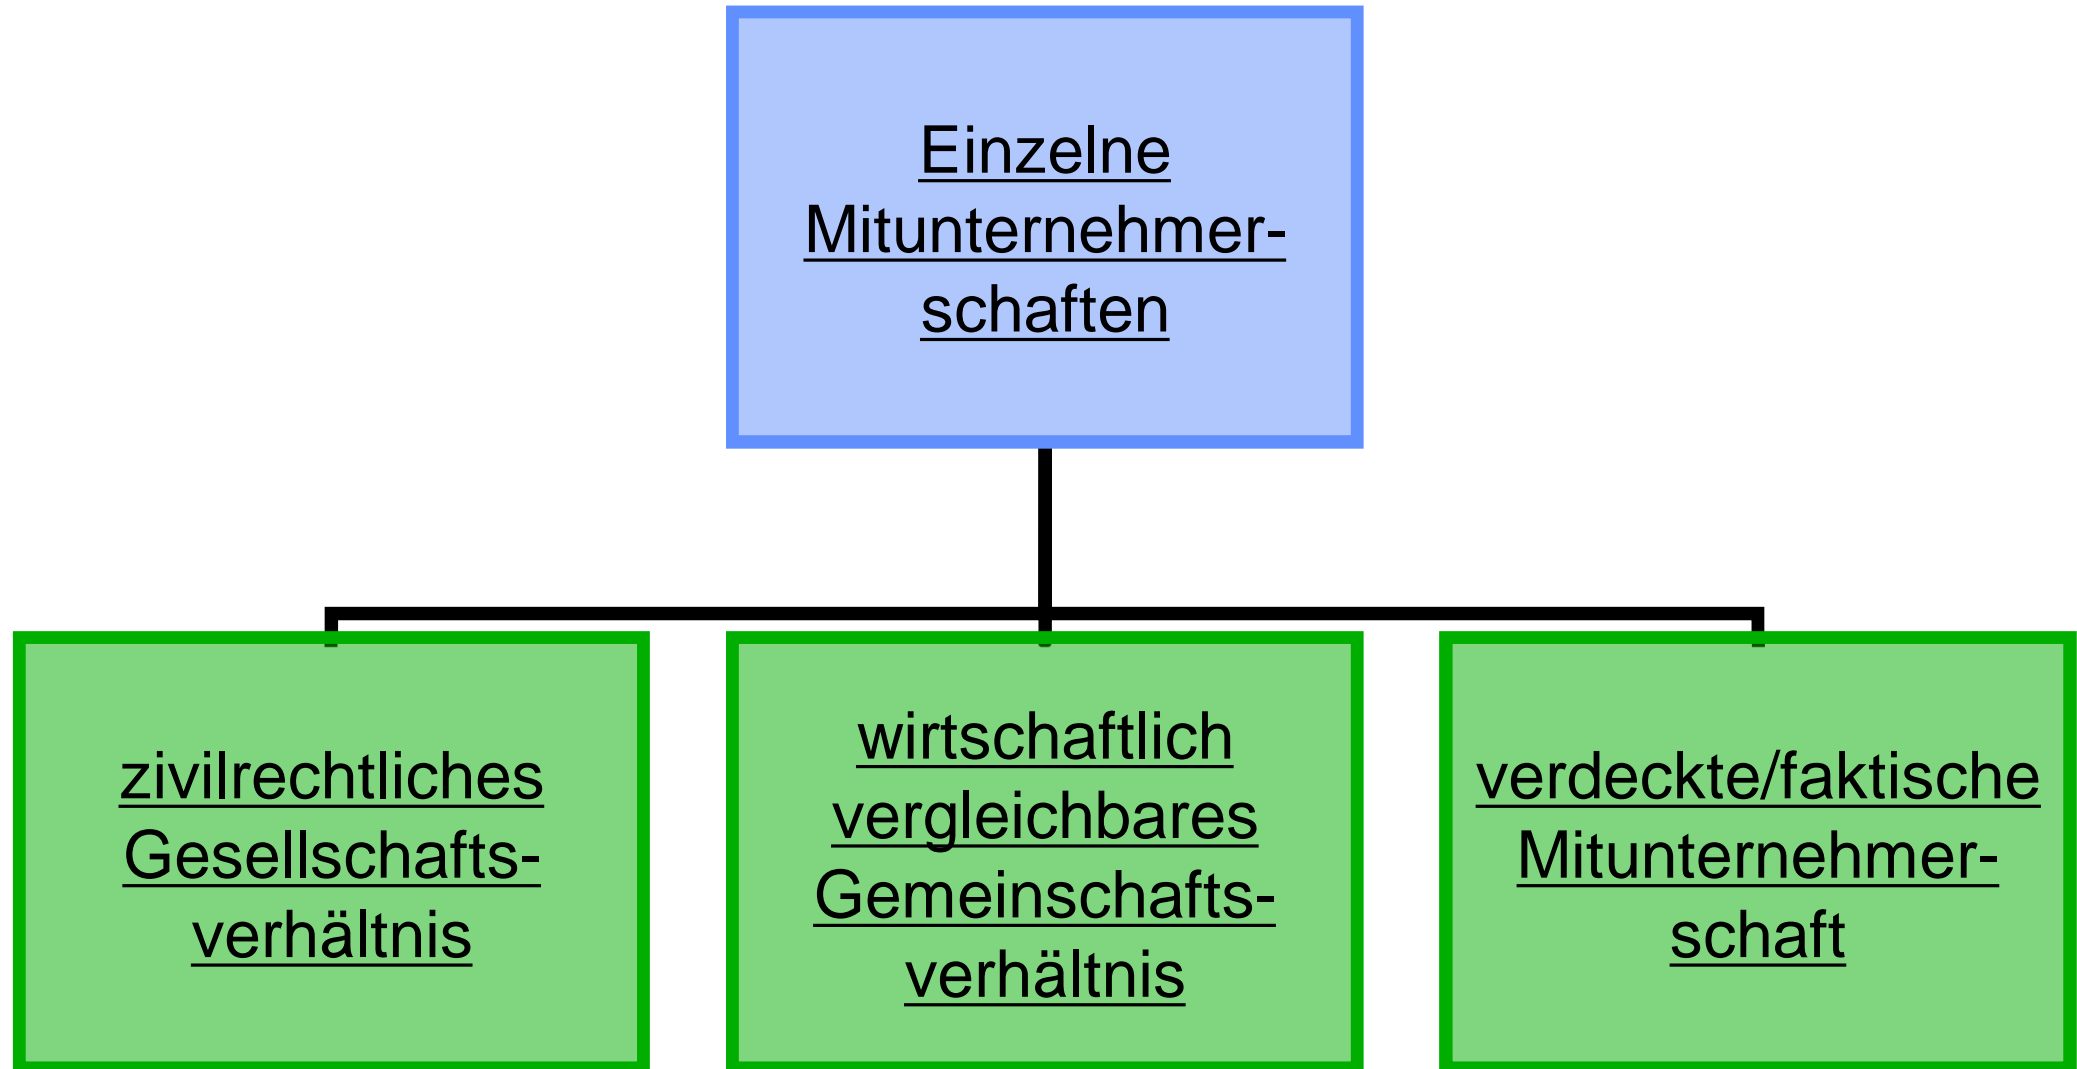 Einzelne
Mitunternehmer-
schaften
zivilrechtliches
Gesellschafts-
verhältnis
wirtschaftlich
vergleichbares
Gemeinschafts-
verhältnis
verdeckte/faktische
Mitunternehmer-
schaft